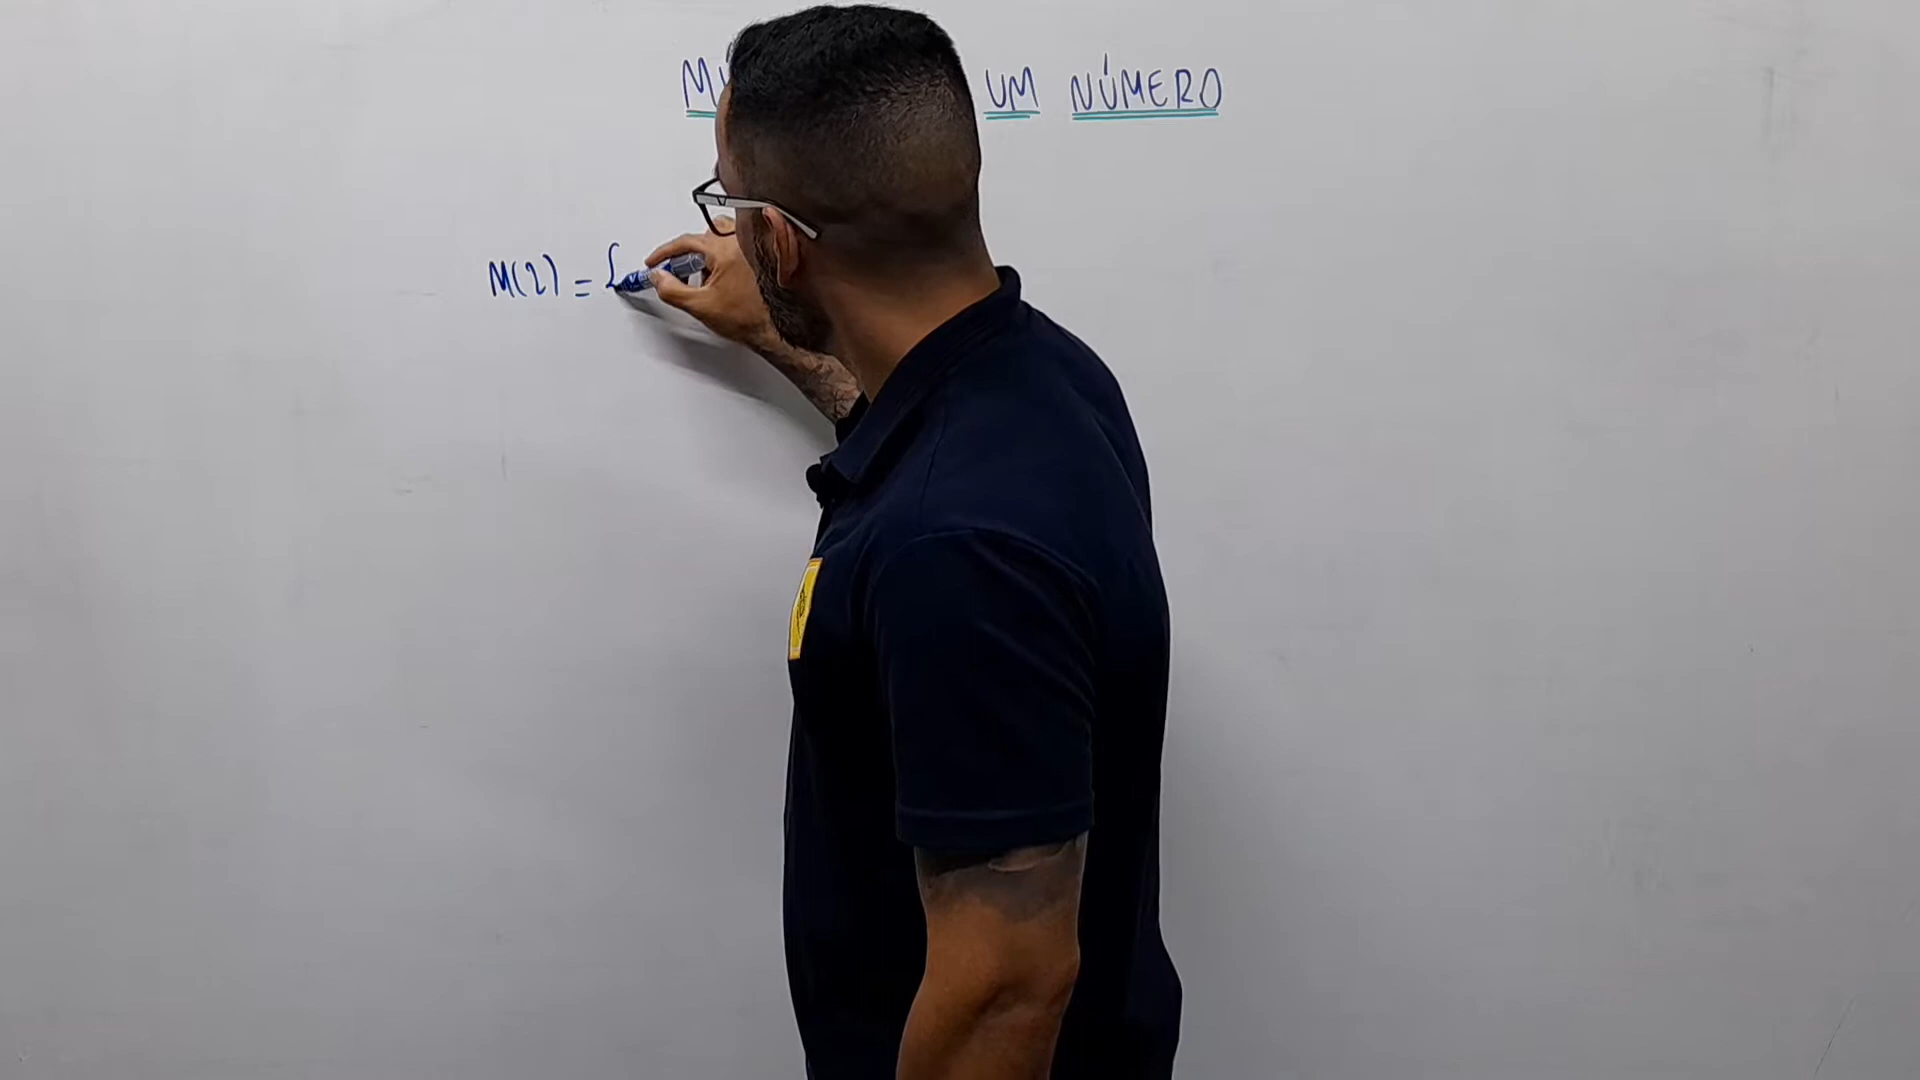 UM NÚMERO
M(2) = {